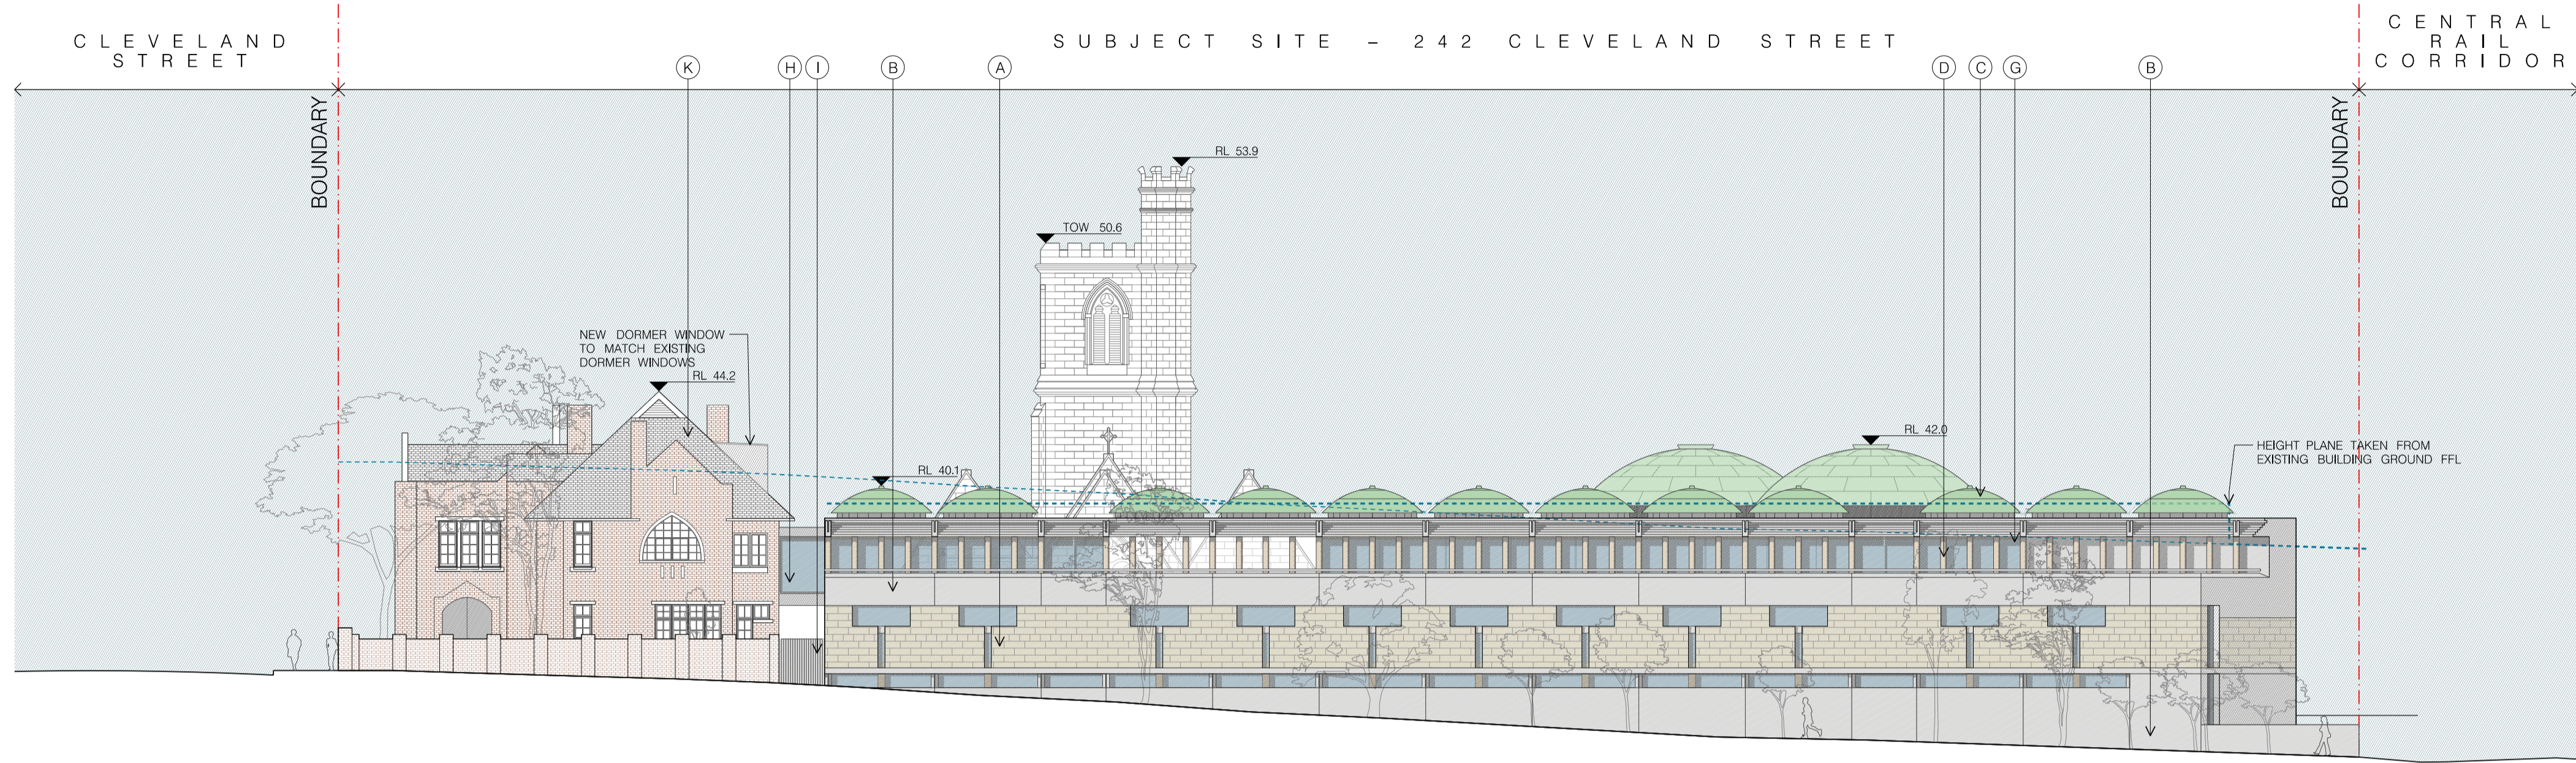 CLEVELAND
STREET
SUBJECT SITE – 242 CLEVELAND STREET
CENTRAL
RAIL
CORRIDOR
K
H
I
B
A
D
C
G
B
BOUNDARY
BOUNDARY
RL 53.9
TOW 50.6
NEW DORMER WINDOW
TO MATCH EXISTING
DORMER WINDOWS
RL 44.2
RL 40.1
RL 42.0
HEIGHT PLANE TAKEN FROM
EXISTING BUILDING GROUND FFL